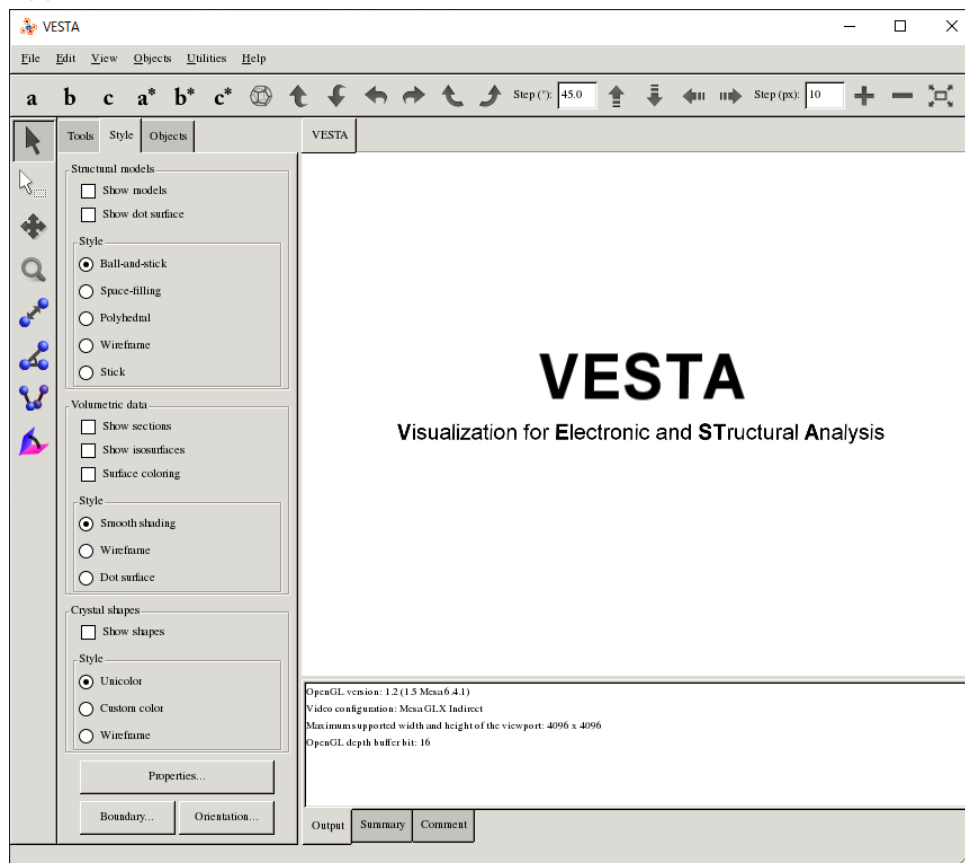 VESTA
File Edit View Objects Utilities Help
a b c a* b* c* Step (°): 45.0 Step (px): 10
Tools Style Objects
VESTA
Structural models
Show models
Show dot surface
Style
Ball-and-stick
Space-filling
Polyhedral
Wireframe
Stick
Volumetric data
Show sections
Show isosurfaces
Surface coloring
Style
Smooth shading
Wireframe
Dot surface
Crystal shapes
Show shapes
Style
Unicolor
Custom color
Wireframe
Properties...
Boundary... Orientation...
VESTA
Visualization for Electronic and STructural Analysis
OpenGL version: 1.2 (1.5 Mesa 6.4.1)
Video configuration: Mesa GLX Indirect
Maximum supported width and height of the viewport: 4096 x 4096
OpenGL depth buffer bit: 16
Output Summary Comment